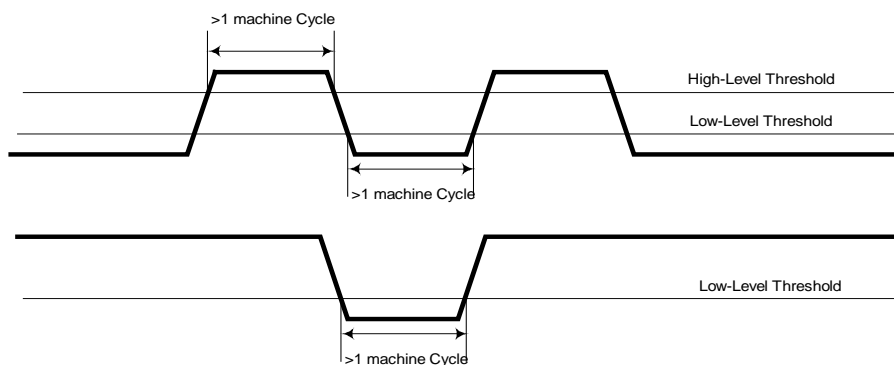 >1 machine Cycle
High-Level Threshold
Low-Level Threshold
>1 machine Cycle
Low-Level Threshold
>1 machine Cycle